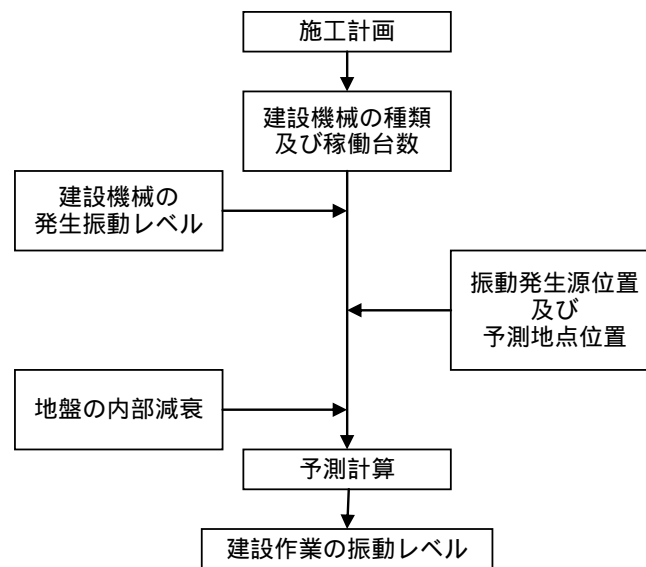 施工計画
建設機械の種類
及び稼働台数
建設機械の
発生振動レベル
振動発生源位置
及び
予測地点位置
地盤の内部減衰
予測計算
建設作業の振動レベル